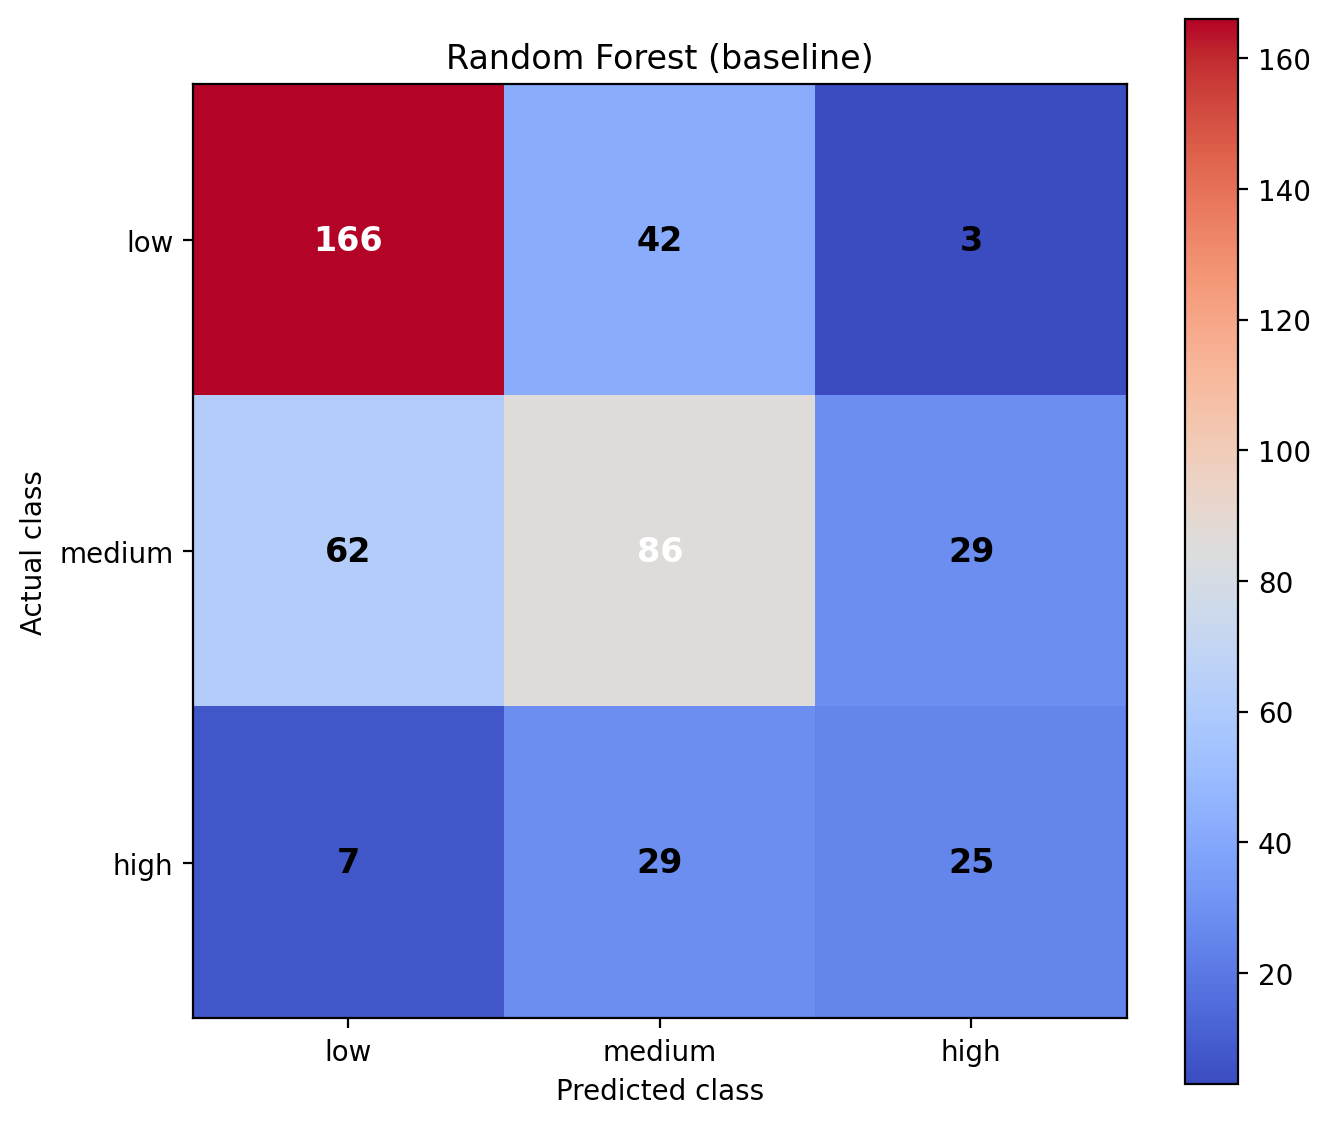 Random Forest (baseline)
160
140
120
100
80
60
40
20
Actual class
low
166
42
3
medium
62
86
29
high
7
29
25
low
medium
high
Predicted class